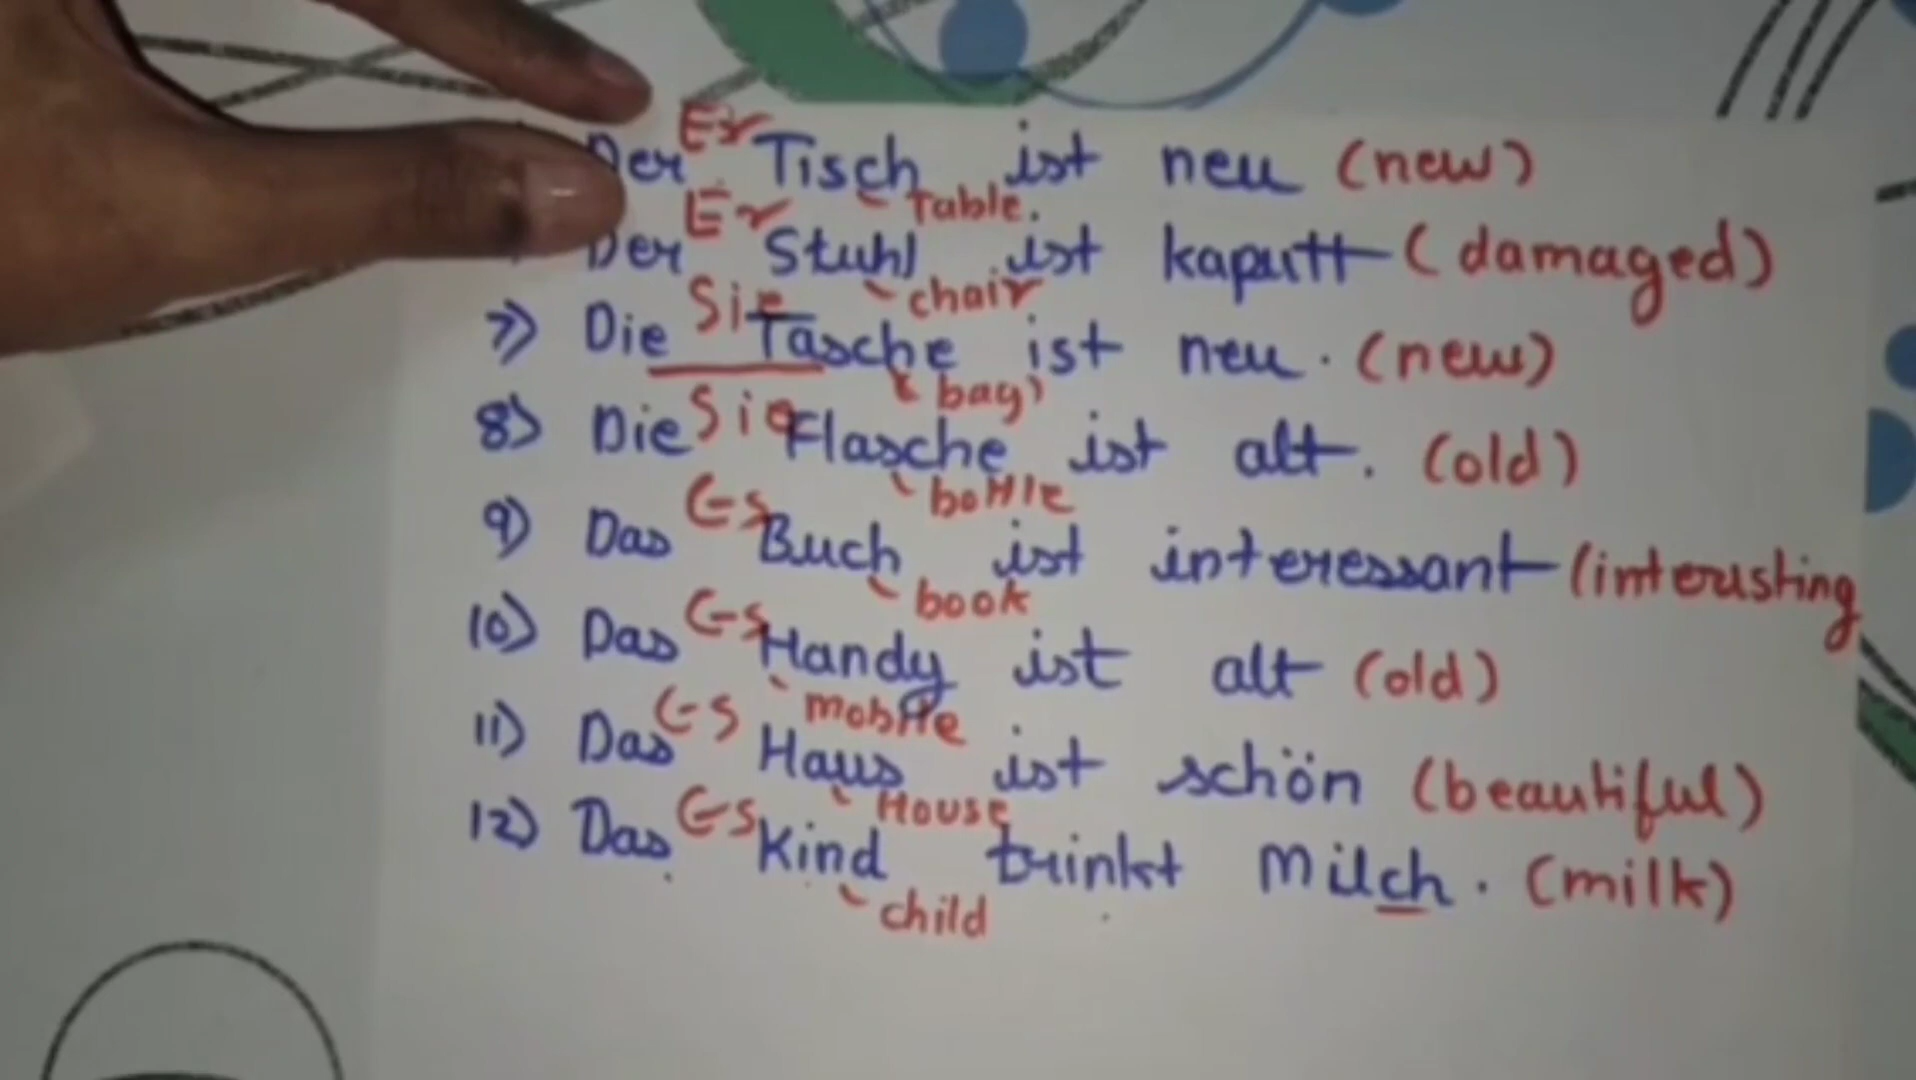 Er
Der Tisch ist neu (new)
Er Table.
Der Stuhl ist kaputt (damaged)
Sie chair
7) Die Tasche ist neu. (new)
Sie bag
8) Die Flasche ist alt. (old)
Es bottle
9) Das Buch ist interessant (interusting
Es book
10) Das Handy ist alt (old)
Es mobile
11) Das Haus ist schön (beautiful)
Es House
12) Das Kind trinkt Milch. (milk)
child